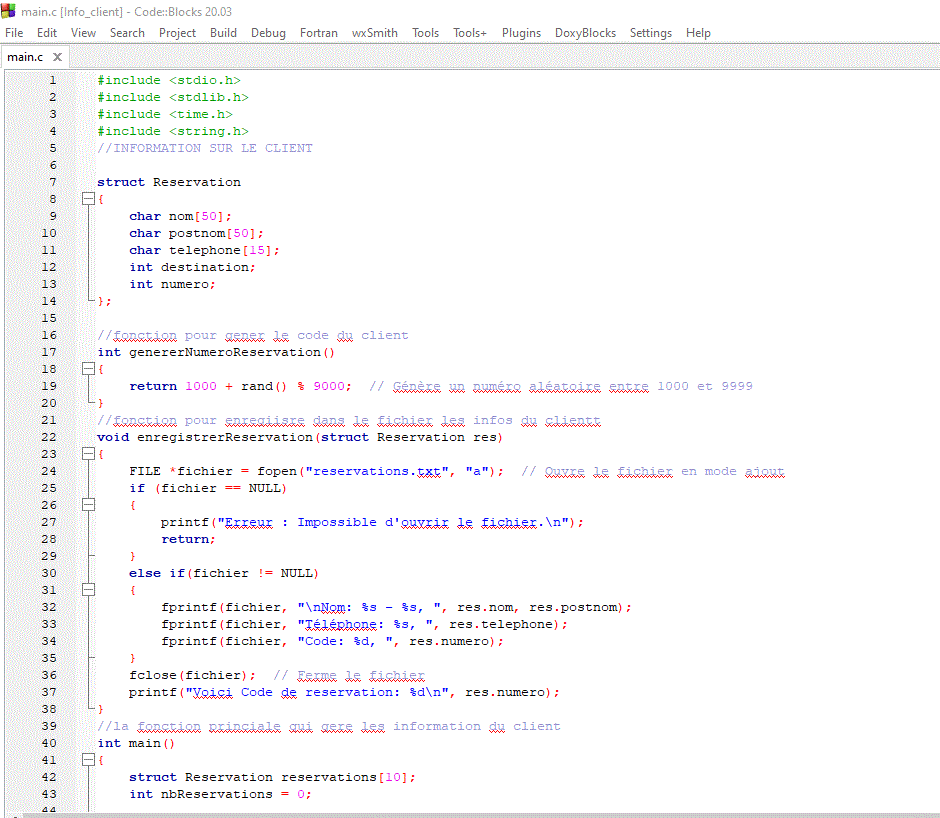 main.c [Info_client] - Code::Blocks 20.03
File Edit View Search Project Build Debug Fortran wxSmith Tools Tools+ Plugins DoxyBlocks Settings Help
main.c X
1 #include <stdio.h>
2 #include <stdlib.h>
3 #include <time.h>
4 #include <string.h>
5 //INFORMATION SUR LE CLIENT
6
7 struct Reservation
8 {
9 char nom[50];
10 char postnom[50];
11 char telephone[15];
12 int destination;
13 int numero;
14 };
15
16 //fonction pour gener le code du client
17 int genererNumeroReservation()
18 {
19 return 1000 + rand() % 9000; // Génère un numéro aléatoire entre 1000 et 9999
20 }
21 //fonction pour enregiisre dans le fichier les infos du clientt
22 void enregistrerReservation(struct Reservation res)
23 {
24 FILE *fichier = fopen("reservations.txt", "a"); // Ouvre le fichier en mode ajout
25 if (fichier == NULL)
26 {
27 printf("Erreur : Impossible d'ouvrir le fichier.\n");
28 return;
29 }
30 else if(fichier != NULL)
31 {
32 fprintf(fichier, "\nNom: %s - %s, ", res.nom, res.postnom);
33 fprintf(fichier, "Téléphone: %s, ", res.telephone);
34 fprintf(fichier, "Code: %d, ", res.numero);
35 }
36 fclose(fichier); // Ferme le fichier
37 printf("Voici Code de reservation: %d\n", res.numero);
38 }
39 //la fonction princiale qui gere les information du client
40 int main()
41 {
42 struct Reservation reservations[10];
43 int nbReservations = 0;
44